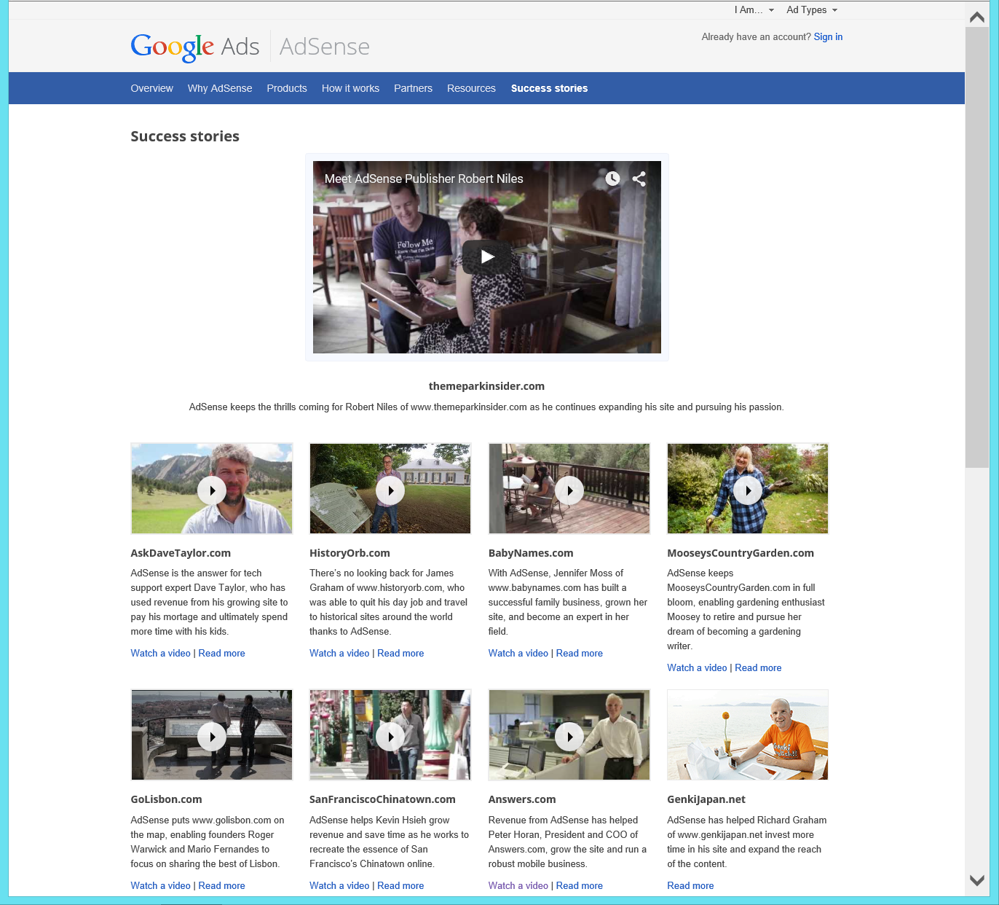 I Am... Ad Types
Google Ads AdSense
Already have an account? Sign in
Overview Why AdSense Products How it works Partners Resources Success stories
Success stories
Meet AdSense Publisher Robert Niles
Follow Me
themeparkinsider.com
AdSense keeps the thrills coming for Robert Niles of www.themeparkinsider.com as he continues expanding his site and pursuing his passion.
AskDaveTaylor.com
AdSense is the answer for tech
support expert Dave Taylor, who has
used revenue from his growing site to
pay his mortage and ultimately spend
more time with his kids.
Watch a video | Read more
HistoryOrb.com
There's no looking back for James
Graham of www.historyorb.com, who
was able to quit his day job and travel
to historical sites around the world
thanks to AdSense.
Watch a video | Read more
BabyNames.com
With AdSense, Jennifer Moss of
www.babynames.com has built a
successful family business, grown her
site, and become an expert in her
field.
Watch a video | Read more
MooseysCountryGarden.com
AdSense keeps
MooseysCountryGarden.com in full
bloom, enabling gardening enthusiast
Moosey to retire and pursue her
dream of becoming a gardening
writer.
Watch a video | Read more
GoLisbon.com
AdSense puts www.golisbon.com on
the map, enabling founders Roger
Warwick and Mario Fernandes to
focus on sharing the best of Lisbon.
Watch a video | Read more
SanFranciscoChinatown.com
AdSense helps Kevin Hsieh grow
revenue and save time as he works to
recreate the essence of San
Francisco's Chinatown online.
Watch a video | Read more
Answers.com
Revenue from AdSense has helped
Peter Horan, President and COO of
Answers.com, grow the site and run a
robust mobile business.
Watch a video | Read more
GenkiJapan.net
AdSense has helped Richard Graham
of www.genkijapan.net invest more
time in his site and expand the reach
of the content.
Read more